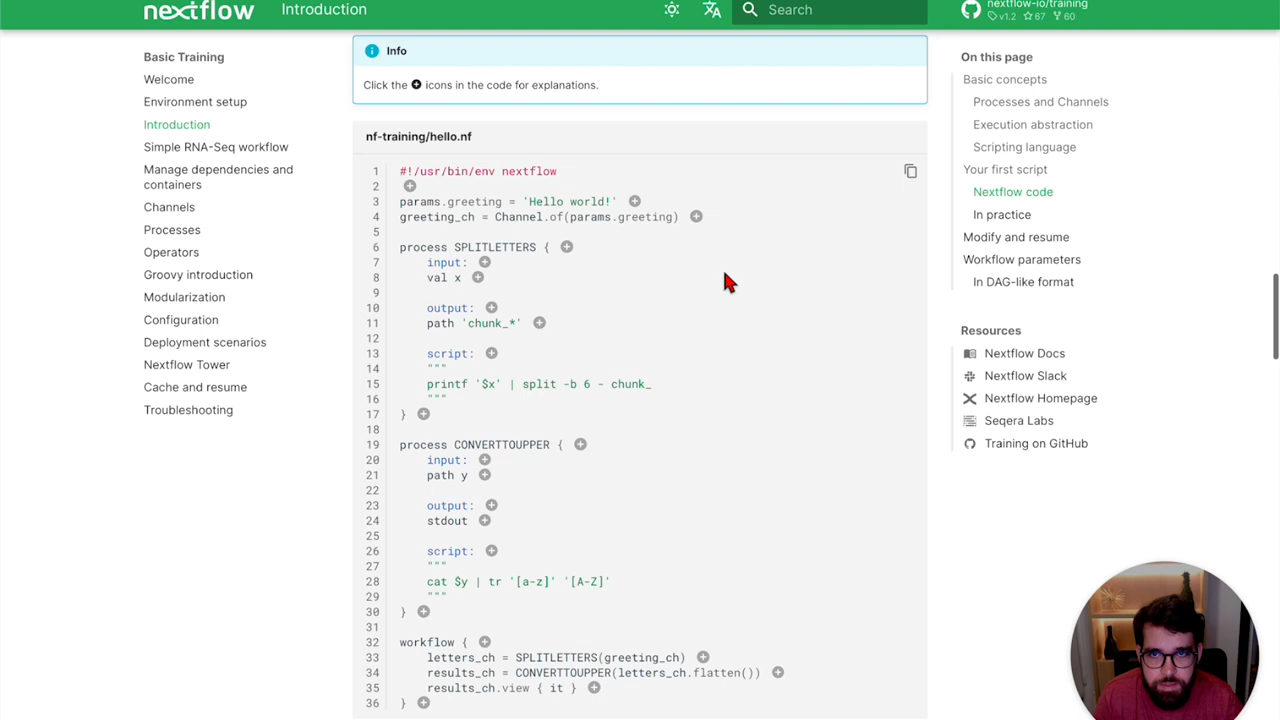 nextflow
Introduction
Search
nextflow-io/training
v1.2 67 60
Basic Training
Welcome
Environment setup
Introduction
Simple RNA-Seq workflow
Manage dependencies and
containers
Channels
Processes
Operators
Groovy introduction
Modularization
Configuration
Deployment scenarios
Nextflow Tower
Cache and resume
Troubleshooting
Info
Click the icons in the code for explanations.
nf-training/hello.nf
1 #!/usr/bin/env nextflow
2
3 params.greeting = 'Hello world!'
4 greeting_ch = Channel.of(params.greeting)
5
6 process SPLITLETTERS {
7 input:
8 val x
9
10 output:
11 path 'chunk_*'
12
13 script:
14 """
15 printf '$x' | split -b 6 - chunk_
16 """
17 }
18
19 process CONVERTTOUPPER {
20 input:
21 path y
22
23 output:
24 stdout
25
26 script:
27 """
28 cat $y | tr '[a-z]' '[A-Z]'
29 """
30 }
31
32 workflow {
33 letters_ch = SPLITLETTERS(greeting_ch)
34 results_ch = CONVERTTOUPPER(letters_ch.flatten())
35 results_ch.view { it }
36 }
On this page
Basic concepts
Processes and Channels
Execution abstraction
Scripting language
Your first script
Nextflow code
In practice
Modify and resume
Workflow parameters
In DAG-like format
Resources
Nextflow Docs
Nextflow Slack
Nextflow Homepage
Seqera Labs
Training on GitHub